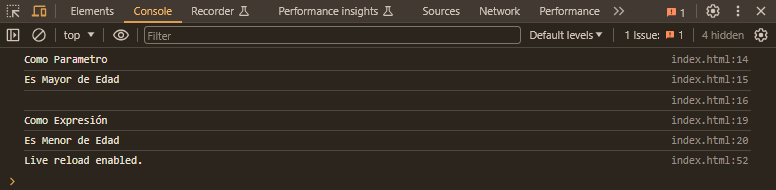 Elements Console Recorder Performance insights Sources Network Performance 1
top Filter Default levels 1 Issue: 1 4 hidden
Como Parametro index.html:14
Es Mayor de Edad index.html:15
index.html:16
Como Expresión index.html:19
Es Menor de Edad index.html:20
Live reload enabled. index.html:52